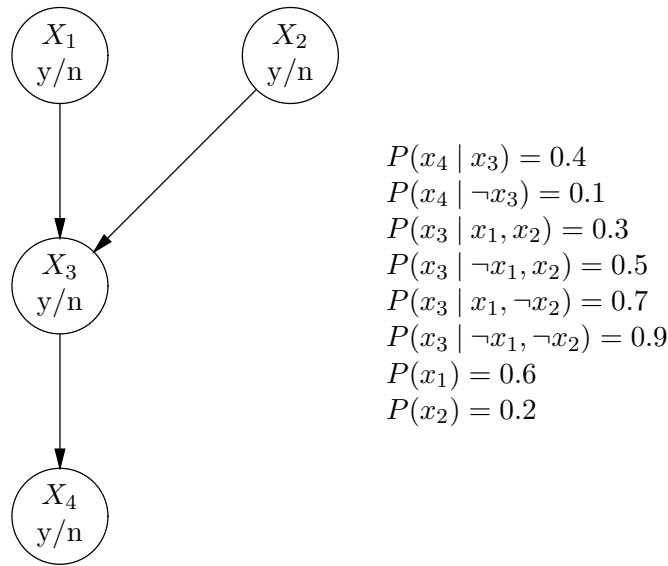 X₁
y/n
X₂
y/n
P(x₄ | x₃) = 0.4
P(x₄ | ¬x₃) = 0.1
P(x₃ | x₁, x₂) = 0.3
P(x₃ | ¬x₁, x₂) = 0.5
P(x₃ | x₁, ¬x₂) = 0.7
P(x₃ | ¬x₁, ¬x₂) = 0.9
P(x₁) = 0.6
P(x₂) = 0.2
X₃
y/n
X₄
y/n